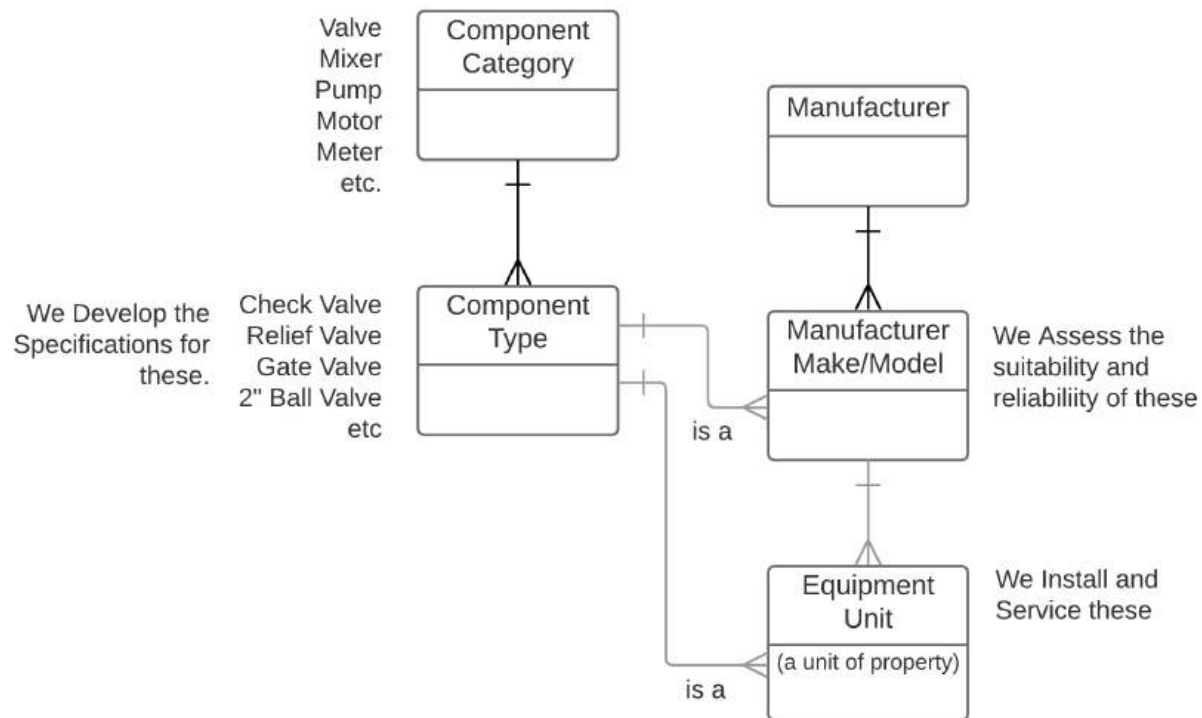 Valve
Mixer
Pump
Motor
Meter
etc.
Component
Category
Manufacturer
We Develop the
Specifications for
these.
Check Valve
Relief Valve
Gate Valve
2" Ball Valve
etc
Component
Type
Manufacturer
Make/Model
We Assess the
suitability and
reliabiliity of these
is a
Equipment
Unit
(a unit of property)
We Install and
Service these
is a